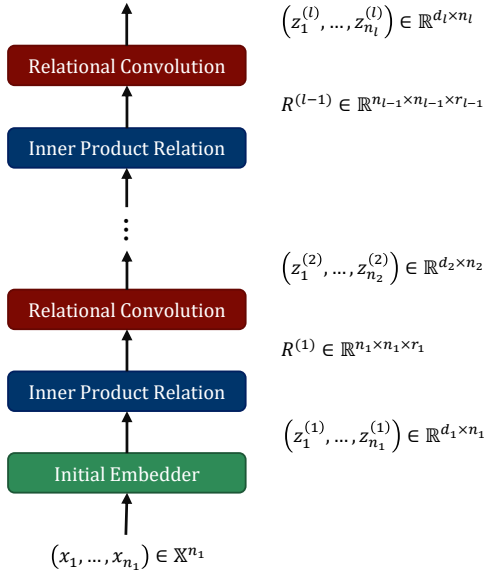 (z_1^{(l)}, …, z_{n_l}^{(l)}) ∈ ℝ^{d_l×n_l}
Relational Convolution
R^{(l−1)} ∈ ℝ^{n_{l−1}×n_{l−1}×r_{l−1}}
Inner Product Relation
⋮
(z_1^{(2)}, …, z_{n_2}^{(2)}) ∈ ℝ^{d_2×n_2}
Relational Convolution
R^{(1)} ∈ ℝ^{n_1×n_1×r_1}
Inner Product Relation
(z_1^{(1)}, …, z_{n_1}^{(1)}) ∈ ℝ^{d_1×n_1}
Initial Embedder
(x_1, …, x_{n_1}) ∈ 𝕏^{n_1}